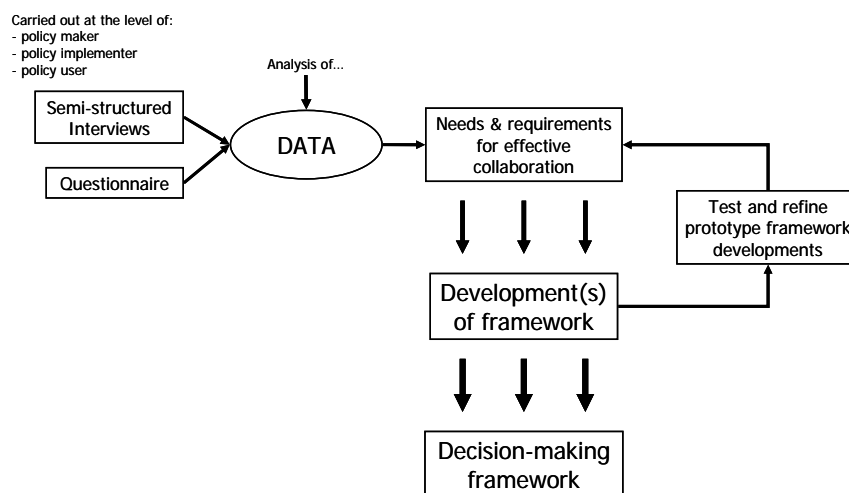 Carried out at the level of:
- policy maker
- policy implementer
- policy user
Analysis of...
Semi-structured
Interviews
Questionnaire
DATA
Needs & requirements
for effective
collaboration
Test and refine
prototype framework
developments
Development(s)
of framework
Decision-making
framework